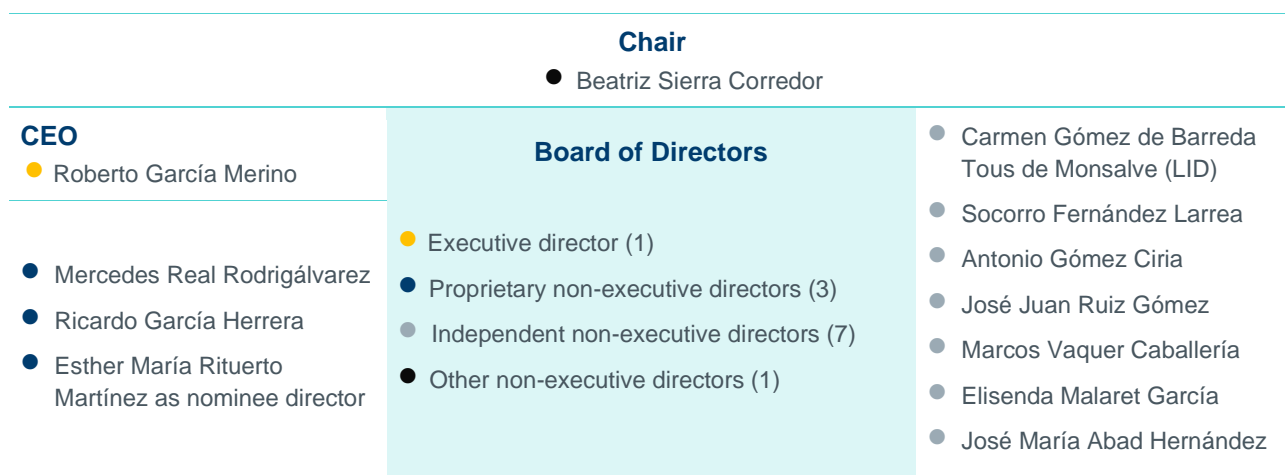 Chair
Beatriz Sierra Corredor
CEO
Roberto García Merino
Mercedes Real Rodrigálvarez
Ricardo García Herrera
Esther María Rituerto
Martínez as nominee director
Board of Directors
Executive director (1)
Proprietary non-executive directors (3)
Independent non-executive directors (7)
Other non-executive directors (1)
Carmen Gómez de Barreda
Tous de Monsalve (LID)
Socorro Fernández Larrea
Antonio Gómez Ciria
José Juan Ruiz Gómez
Marcos Vaquer Caballería
Elisenda Malaret García
José María Abad Hernández